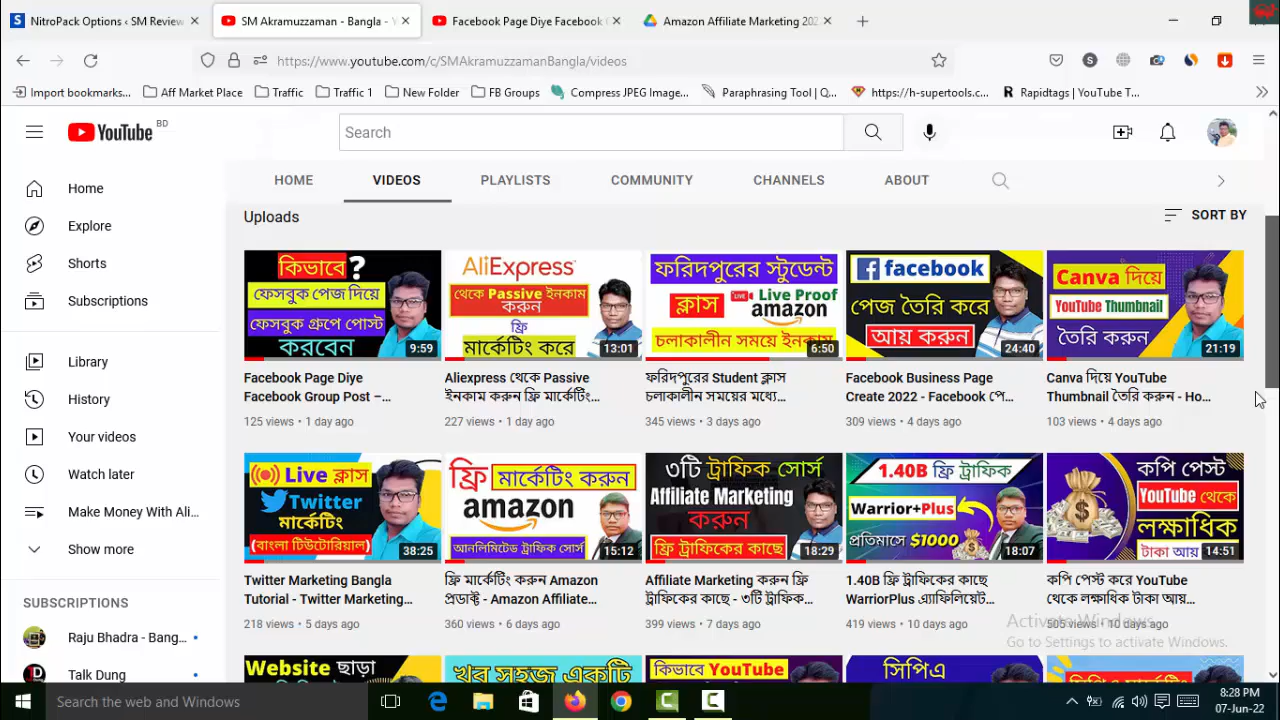 NitroPack Options ‹ SM Review
SM Akramuzzaman - Bangla - Y
Facebook Page Diye Facebook G
Amazon Affiliate Marketing 202
https://www.youtube.com/c/SMAkramuzzamanBangla/videos
Import bookmarks...
Aff Market Place
Traffic
Traffic 1
New Folder
FB Groups
Compress JPEG Image...
Paraphrasing Tool | Q...
https://h-supertools.c...
Rapidtags | YouTube T...
YouTube BD
Search
HOME VIDEOS PLAYLISTS COMMUNITY CHANNELS ABOUT
Home
Explore
Shorts
Subscriptions
Library
History
Your videos
Watch later
Make Money With Ali...
Show more
SUBSCRIPTIONS
Raju Bhadra - Bang...
Talk Dung
Uploads
SORT BY
কিভাবে ?
ফেসবুক পেজ দিয়ে
ফেসবুক গ্রুপে পোস্ট
করবেন
9:59
Facebook Page Diye
Facebook Group Post –...
125 views • 1 day ago
AliExpress
থেকে Passive ইনকাম
করুন
ফ্রি
মার্কেটিং করে
13:01
Aliexpress থেকে Passive
ইনকাম করুন ফ্রি মার্কেটিং...
227 views • 1 day ago
ফরিদপুরের স্টুডেন্ট
ক্লাস
LIVE Live Proof
amazon
চলাকালীন সময়ে ইনকাম
6:50
ফরিদপুরের Student ক্লাস
চলাকালীন সময়ের মধ্যে...
345 views • 3 days ago
facebook
পেজ তৈরি করে
আয় করুন
24:40
Facebook Business Page
Create 2022 - Facebook পে...
309 views • 4 days ago
Canva দিয়ে
YouTube Thumbnail
তৈরি করুন
21:19
Canva দিয়ে YouTube
Thumbnail তৈরি করুন - Ho...
103 views • 4 days ago
Live ক্লাস
Twitter
মার্কেটিং
(বাংলা টিউটোরিয়াল)
38:25
Twitter Marketing Bangla
Tutorial - Twitter Marketing...
218 views • 5 days ago
ফ্রি মার্কেটিং করুন
amazon
আনলিমিটেড ট্রাফিক সোর্স
15:12
ফ্রি মার্কেটিং করুন Amazon
প্রডাক্ট - Amazon Affiliate...
360 views • 6 days ago
৩টি ট্রাফিক সোর্স
Affiliate Marketing
করুন
ফ্রি ট্রাফিকের কাছে
18:29
Affiliate Marketing করুন ফ্রি
ট্রাফিকের কাছে - ৩টি ট্রাফিক...
399 views • 7 days ago
1.40B ফ্রি ট্রাফিক
Warrior+Plus
প্রতিমাসে $1000
18:07
1.40B ফ্রি ট্রাফিকের কাছে
WarriorPlus এ্যাফিলিয়েট...
419 views • 10 days ago
কপি পেস্ট
YouTube থেকে
লক্ষাধিক
টাকা আয়
14:51
কপি পেস্ট করে YouTube
থেকে লক্ষাধিক টাকা আয়...
505 views • 10 days ago
Website ছাড়া
খুব সহজ একটি
কিভাবে YouTube
সিপিএ
Activate Windows
Go to Settings to activate Windows.
Search the web and Windows
8:28 PM
07-Jun-22